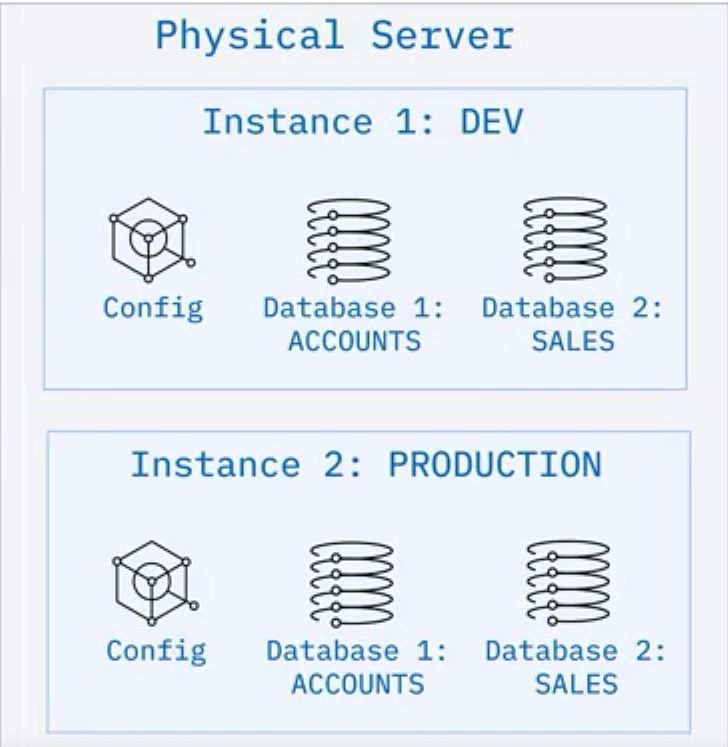 Physical Server
Instance 1: DEV
Config
Database 1:
ACCOUNTS
Database 2:
SALES
Instance 2: PRODUCTION
Config
Database 1:
ACCOUNTS
Database 2:
SALES